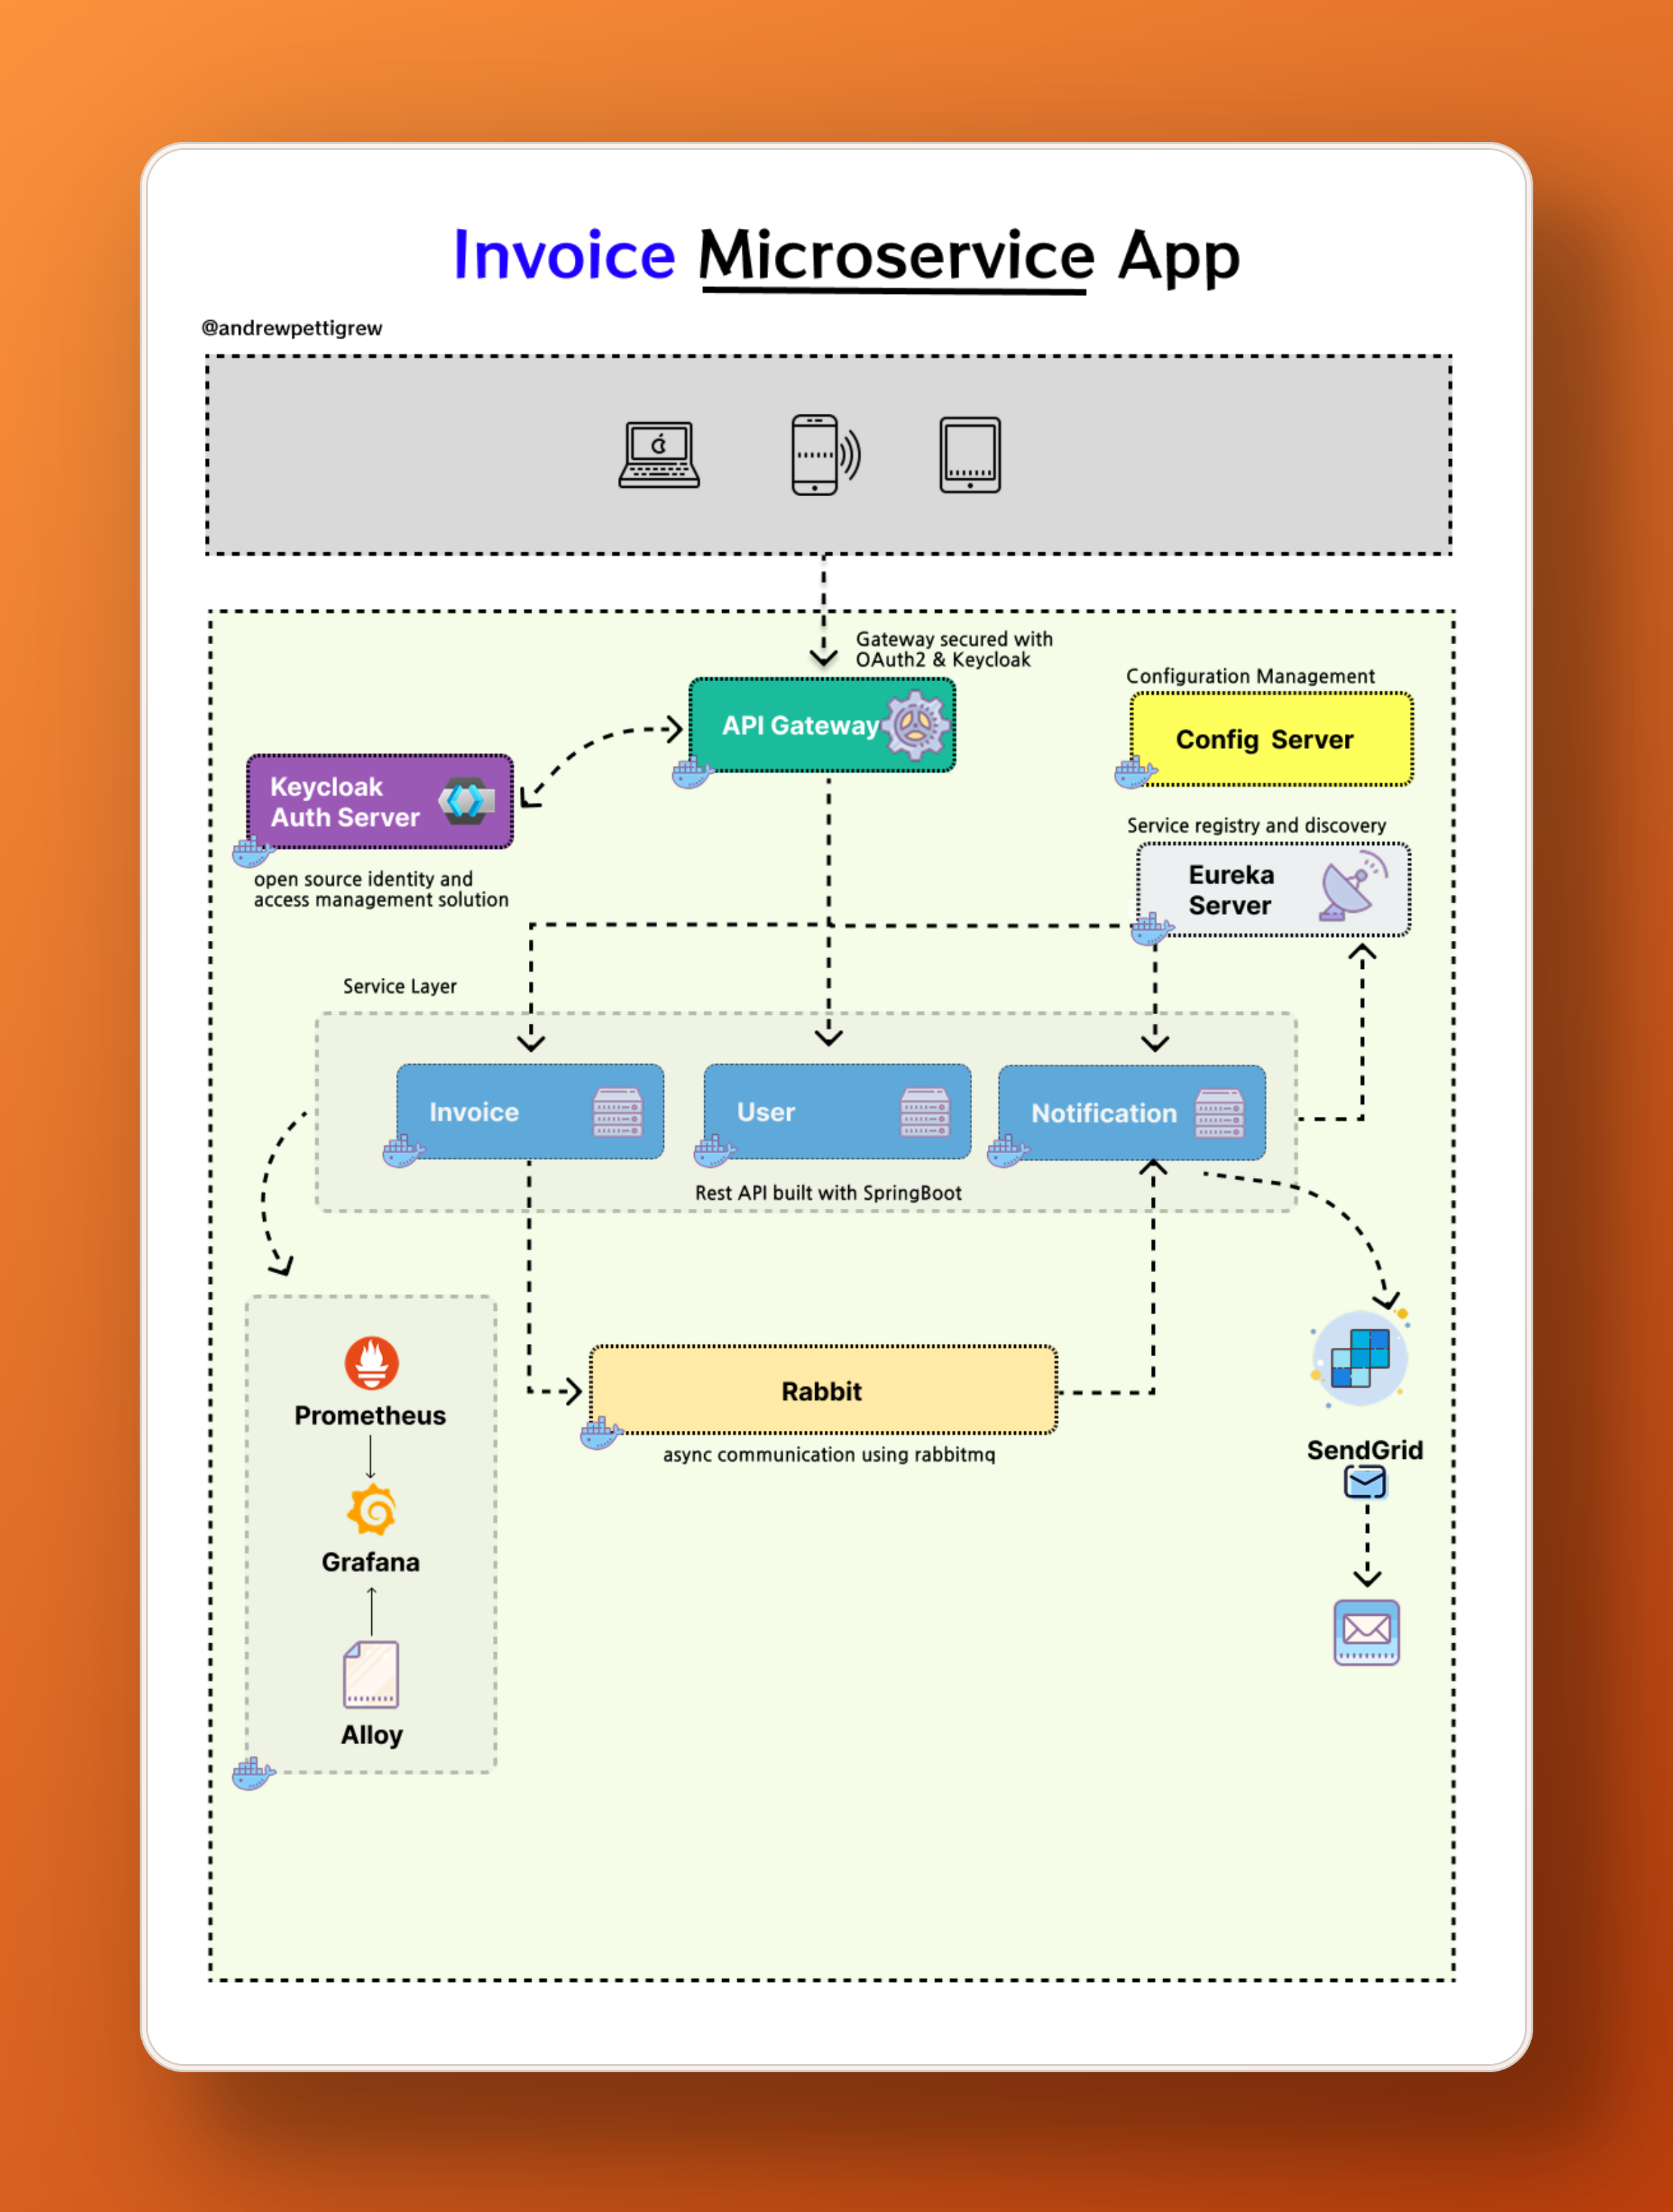 Invoice Microservice App
@andrewpettigrew
Gateway secured with
OAuth2 & Keycloak
API Gateway
Configuration Management
Config Server
Keycloak
Auth Server
open source identity and
access management solution
Service registry and discovery
Eureka
Server
Service Layer
Invoice
User
Notification
Rest API built with SpringBoot
Rabbit
async communication using rabbitmq
Prometheus
Grafana
Alloy
SendGrid